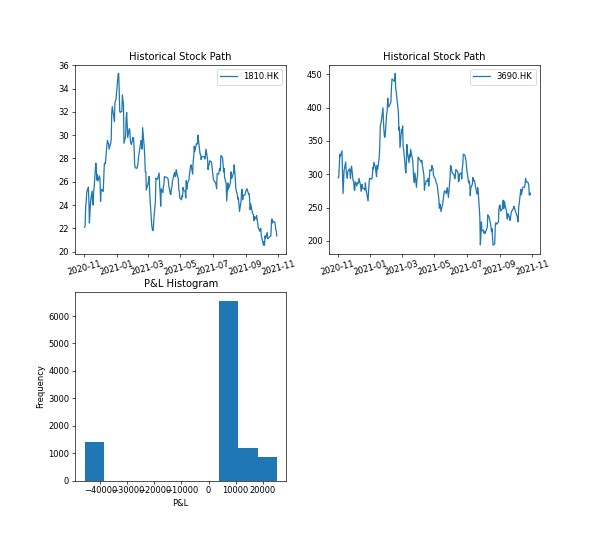 Historical Stock Path
1810.HK
36
34
32
30
28
26
24
22
20
2020-11 2021-01 2021-03 2021-05 2021-07 2021-09 2021-11
Historical Stock Path
3690.HK
450
400
350
300
250
200
2020-11 2021-01 2021-03 2021-05 2021-07 2021-09 2021-11
P&L Histogram
Frequency
6000
5000
4000
3000
2000
1000
0
−40000 −30000 −20000 −10000 0 10000 20000
P&L